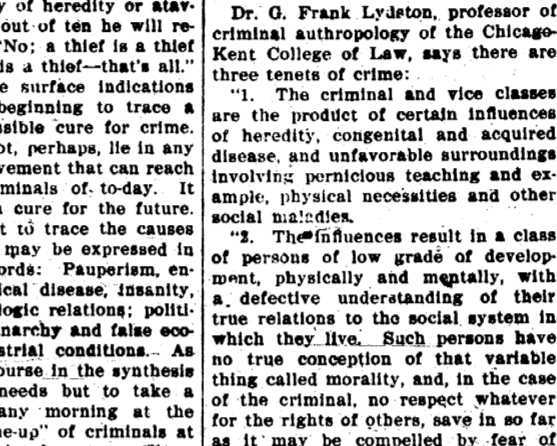 y of heredity or atav-
out of ten he will re-
"No; a thief is a thief
is a thief—that's all."
e surface indications
beginning to trace a
ssible cure for crime.
ot, perhaps, lie in any
vement that can reach
minals of to-day. It
a cure for the future.
t to trace the causes
may be expressed in
ords: Pauperism, en-
ical disease, insanity,
logic relations; politi-
narchy and false eco-
strial conditions. As
ourse in the synthesis
needs but to take a
any morning at the
e-up" of criminals at
Dr. G. Frank Lydston, professor of
criminal authropology of the Chicago-
Kent College of Law, says there are
three tenets of crime:
"1. The criminal and vice classes
are the product of certain influences
of heredity, congenital and acquired
disease, and unfavorable surroundings
involving pernicious teaching and ex-
ample, physical necessities and other
social maladies.
"2. The influences result in a class
of persons of low grade of develop-
ment, physically and mentally, with
a defective understanding of their
true relations to the social system in
which they live. Such persons have
no true conception of that variable
thing called morality, and, in the case
of the criminal, no respect whatever
for the rights of others, save in so far
as it may be compelled by fear of